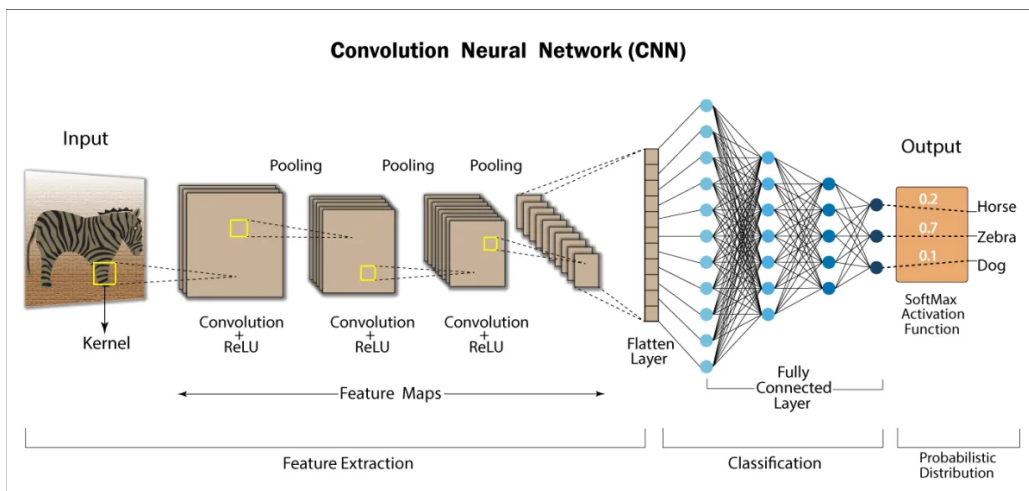 Convolution Neural Network (CNN)
Input
Output
Pooling
Pooling
Pooling
0.2
Horse
0.7
Zebra
0.1
Dog
Kernel
Convolution
+
ReLU
Convolution
+
ReLU
Convolution
+
ReLU
Flatten
Layer
SoftMax
Activation
Function
Feature Maps
Fully
Connected
Layer
Feature Extraction
Classification
Probabilistic
Distribution